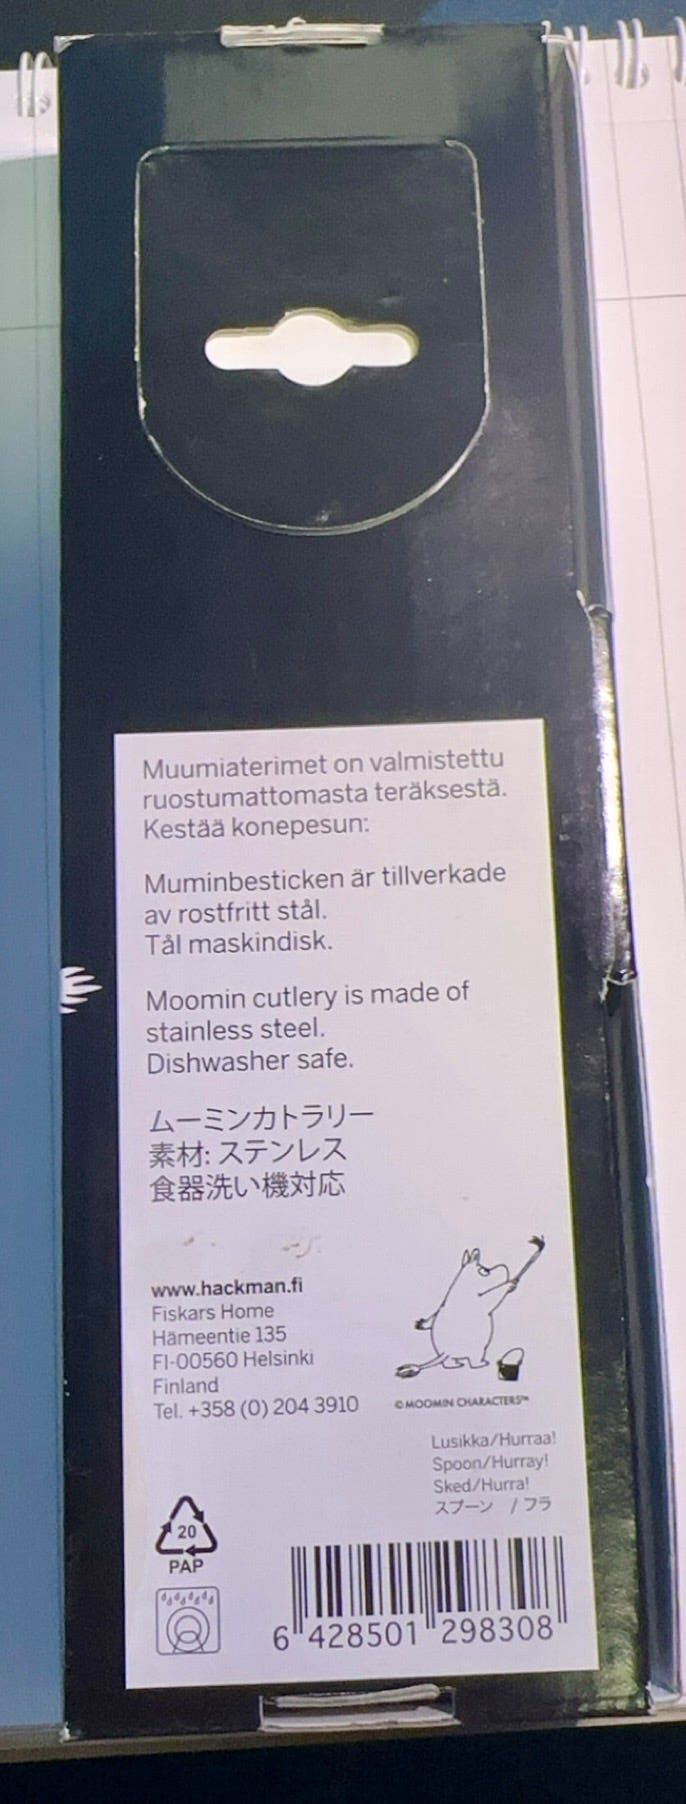 Muumiaterimet on valmistettu
ruostumattomasta teräksestä.
Kestää konepesun:
Muminbesticken är tillverkade
av rostfritt stål.
Tål maskindisk.
Moomin cutlery is made of
stainless steel.
Dishwasher safe.
ムーミンカトラリー
素材: ステンレス
食器洗い機対応
www.hackman.fi
Fiskars Home
Hämeentie 135
FI-00560 Helsinki
Finland
Tel. +358 (0) 204 3910
© MOOMIN CHARACTERS™
Lusikka/Hurraa!
Spoon/Hurray!
Sked/Hurra!
スプーン / フラ
20
PAP
6 428501 298308